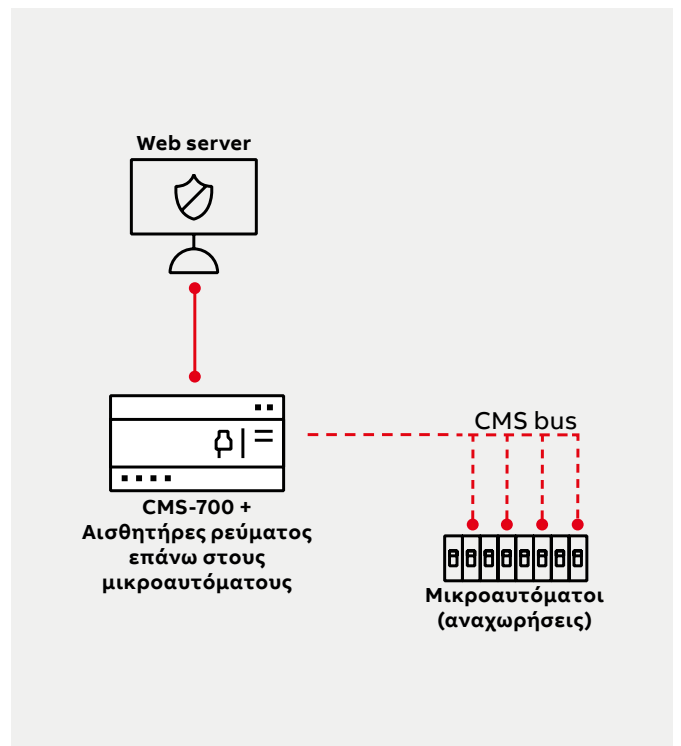 Web server
CMS bus
CMS-700 +
Αισθητήρες ρεύματος
επάνω στους
μικροαυτόματους
Μικροαυτόματοι
(αναχωρήσεις)